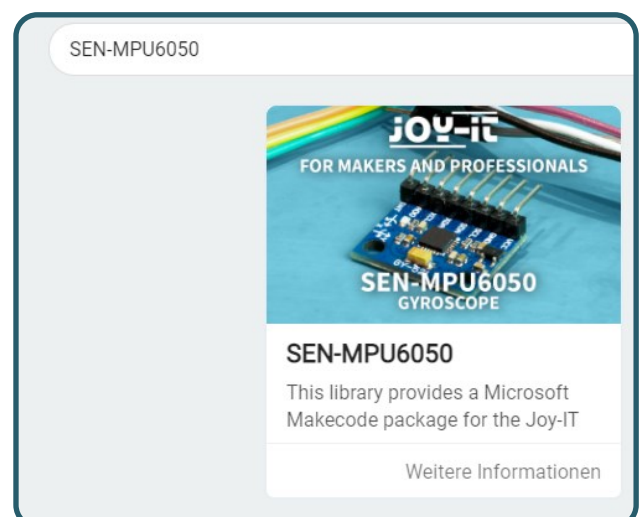 SEN-MPU6050
JOY-iT
FOR MAKERS AND PROFESSIONALS
SEN-MPU6050
GYROSCOPE
SEN-MPU6050
This library provides a Microsoft
Makecode package for the Joy-IT
Weitere Informationen